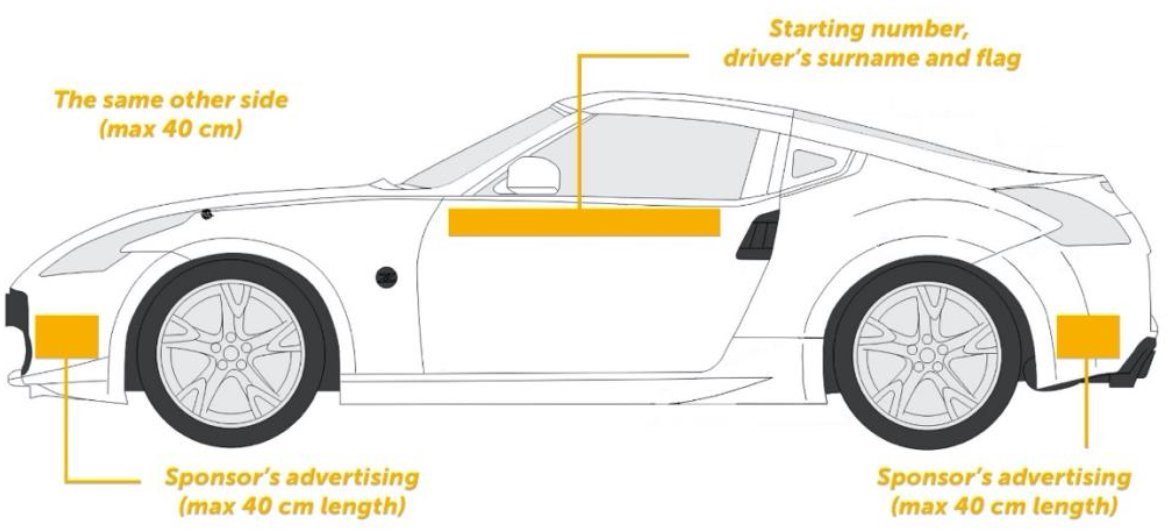 Starting number,
driver's surname and flag
The same other side
(max 40 cm)
Sponsor's advertising
(max 40 cm length)
Sponsor's advertising
(max 40 cm length)